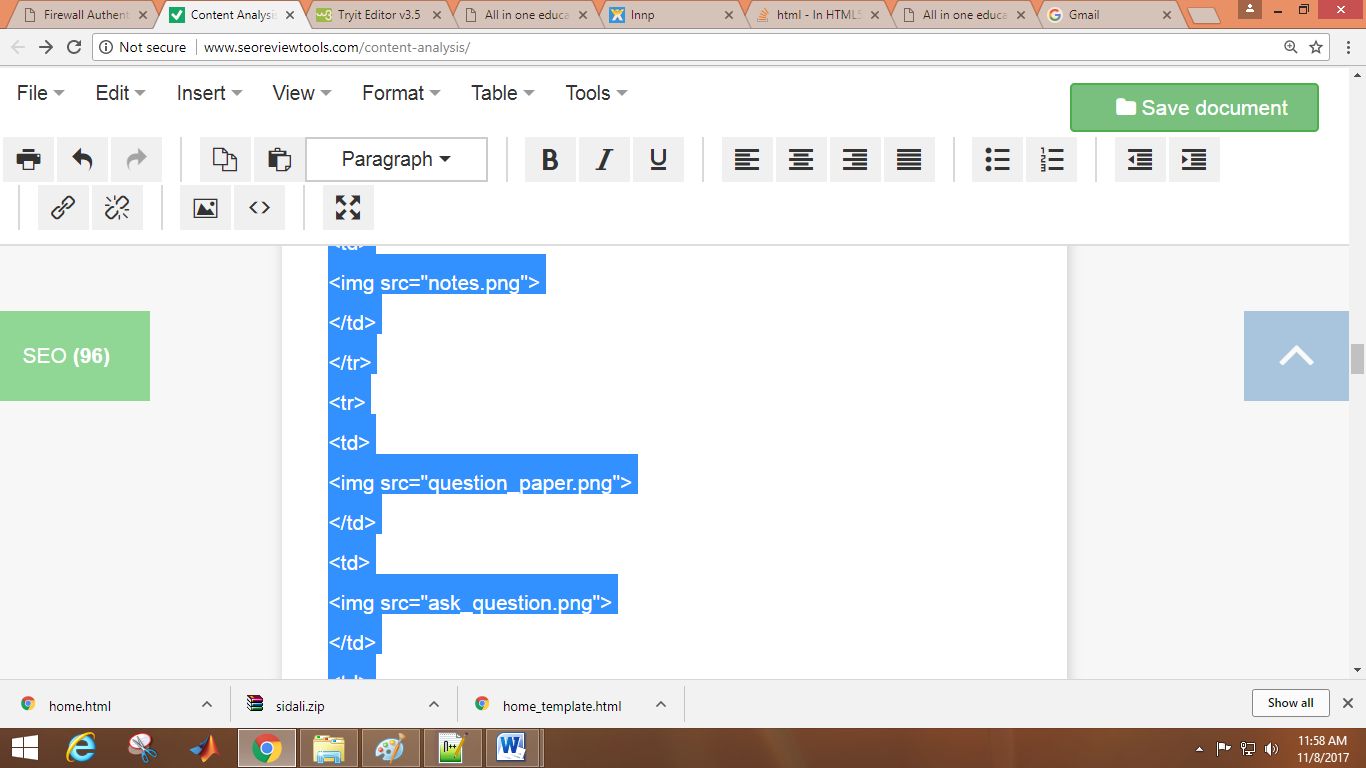 Firewall Authent
Content Analysis
Tryit Editor v3.5
All in one educa
Innp
html - In HTML5
All in one educa
Gmail
Not secure
www.seoreviewtools.com/content-analysis/
File
Edit
Insert
View
Format
Table
Tools
Save document
Paragraph
B
I
U
<td>
<img src="notes.png">
</td>
</tr>
<tr>
<td>
<img src="question_paper.png">
</td>
<td>
<img src="ask_question.png">
</td>
<td>
SEO (96)
home.html
sidali.zip
home_template.html
Show all
11:58 AM
11/8/2017